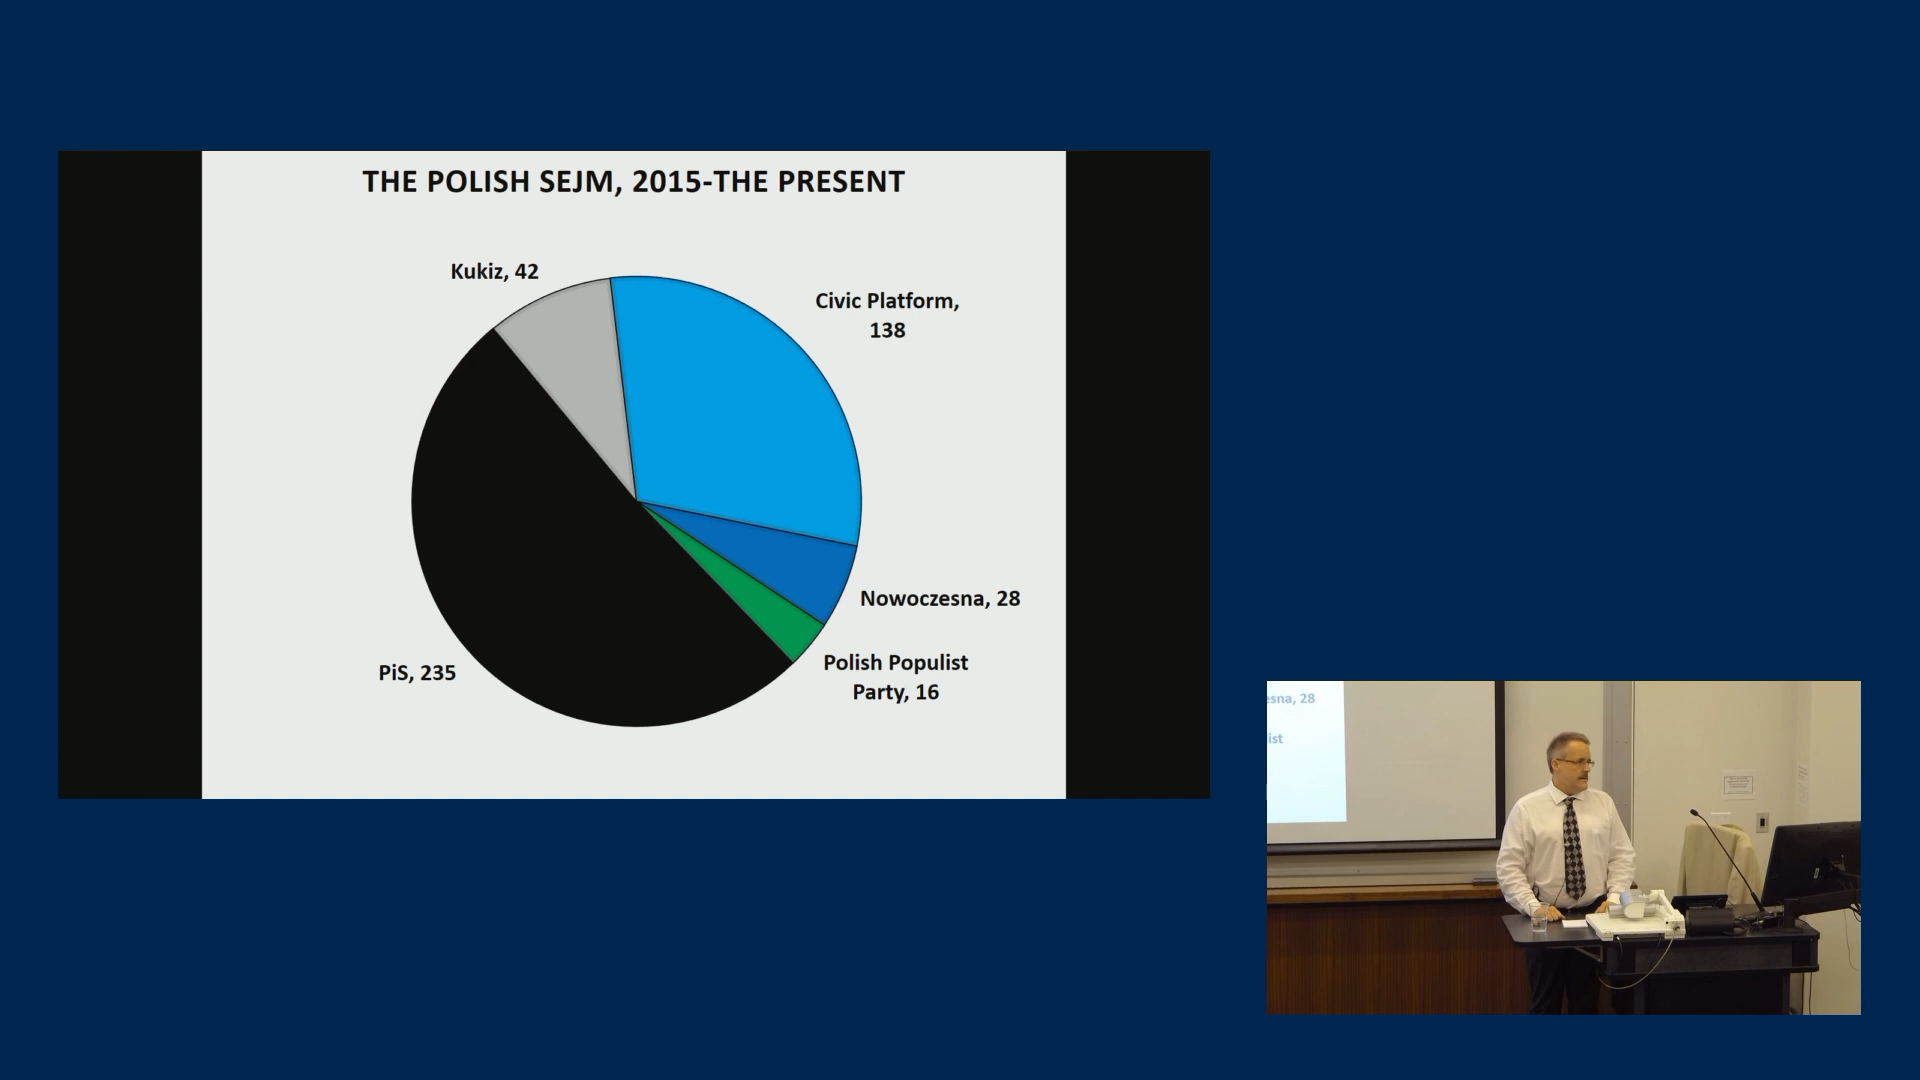 THE POLISH SEJM, 2015-THE PRESENT
Kukiz, 42
Civic Platform,
138
Nowoczesna, 28
Polish Populist
Party, 16
PiS, 235
esna, 28
ist